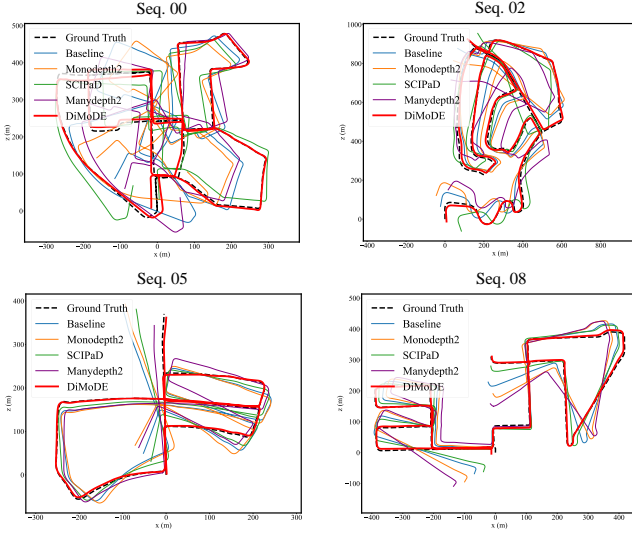 Seq. 00
500
400
300
200
100
0
z (m)
Ground Truth
Baseline
Monodepth2
SCIPaD
Manydepth2
DiMoDE
−300 −200 −100 0 100 200 300
x (m)
Seq. 02
1000
800
600
400
200
0
z (m)
Ground Truth
Baseline
Monodepth2
SCIPaD
Manydepth2
DiMoDE
−400 −200 0 200 400 600 800
x (m)
Seq. 05
400
300
200
100
0
z (m)
Ground Truth
Baseline
Monodepth2
SCIPaD
Manydepth2
DiMoDE
−300 −200 −100 0 100 200 300
x (m)
Seq. 08
500
400
300
200
100
0
−100
z (m)
Ground Truth
Baseline
Monodepth2
SCIPaD
Manydepth2
DiMoDE
−400 −300 −200 −100 0 100 200 300 400
x (m)